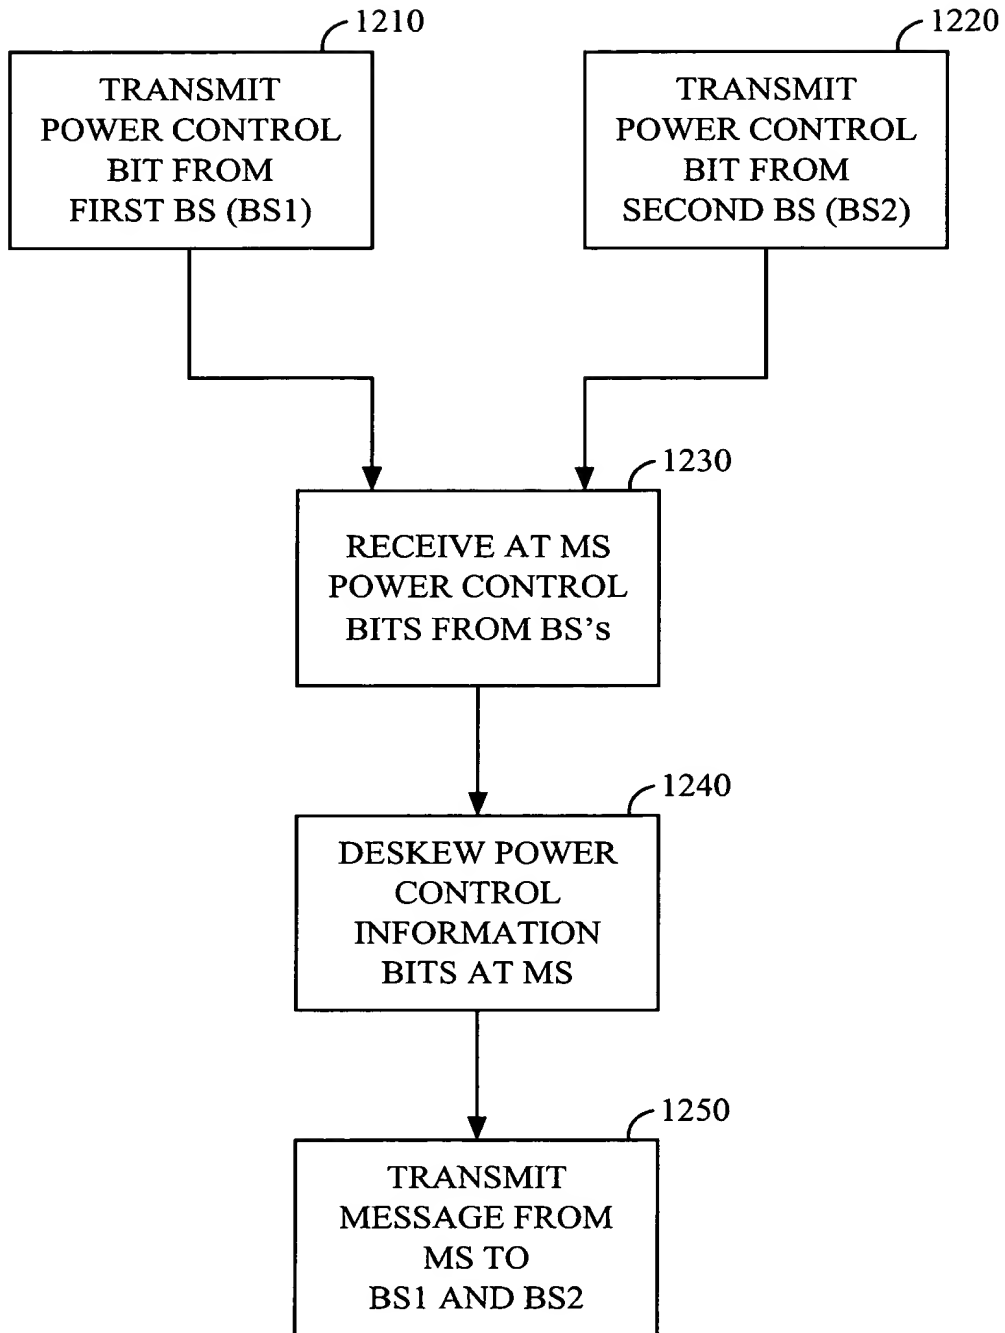 1210
TRANSMIT
POWER CONTROL
BIT FROM
FIRST BS (BS1)
1220
TRANSMIT
POWER CONTROL
BIT FROM
SECOND BS (BS2)
1230
RECEIVE AT MS
POWER CONTROL
BITS FROM BS’s
1240
DESKEW POWER
CONTROL
INFORMATION
BITS AT MS
1250
TRANSMIT
MESSAGE FROM
MS TO
BS1 AND BS2